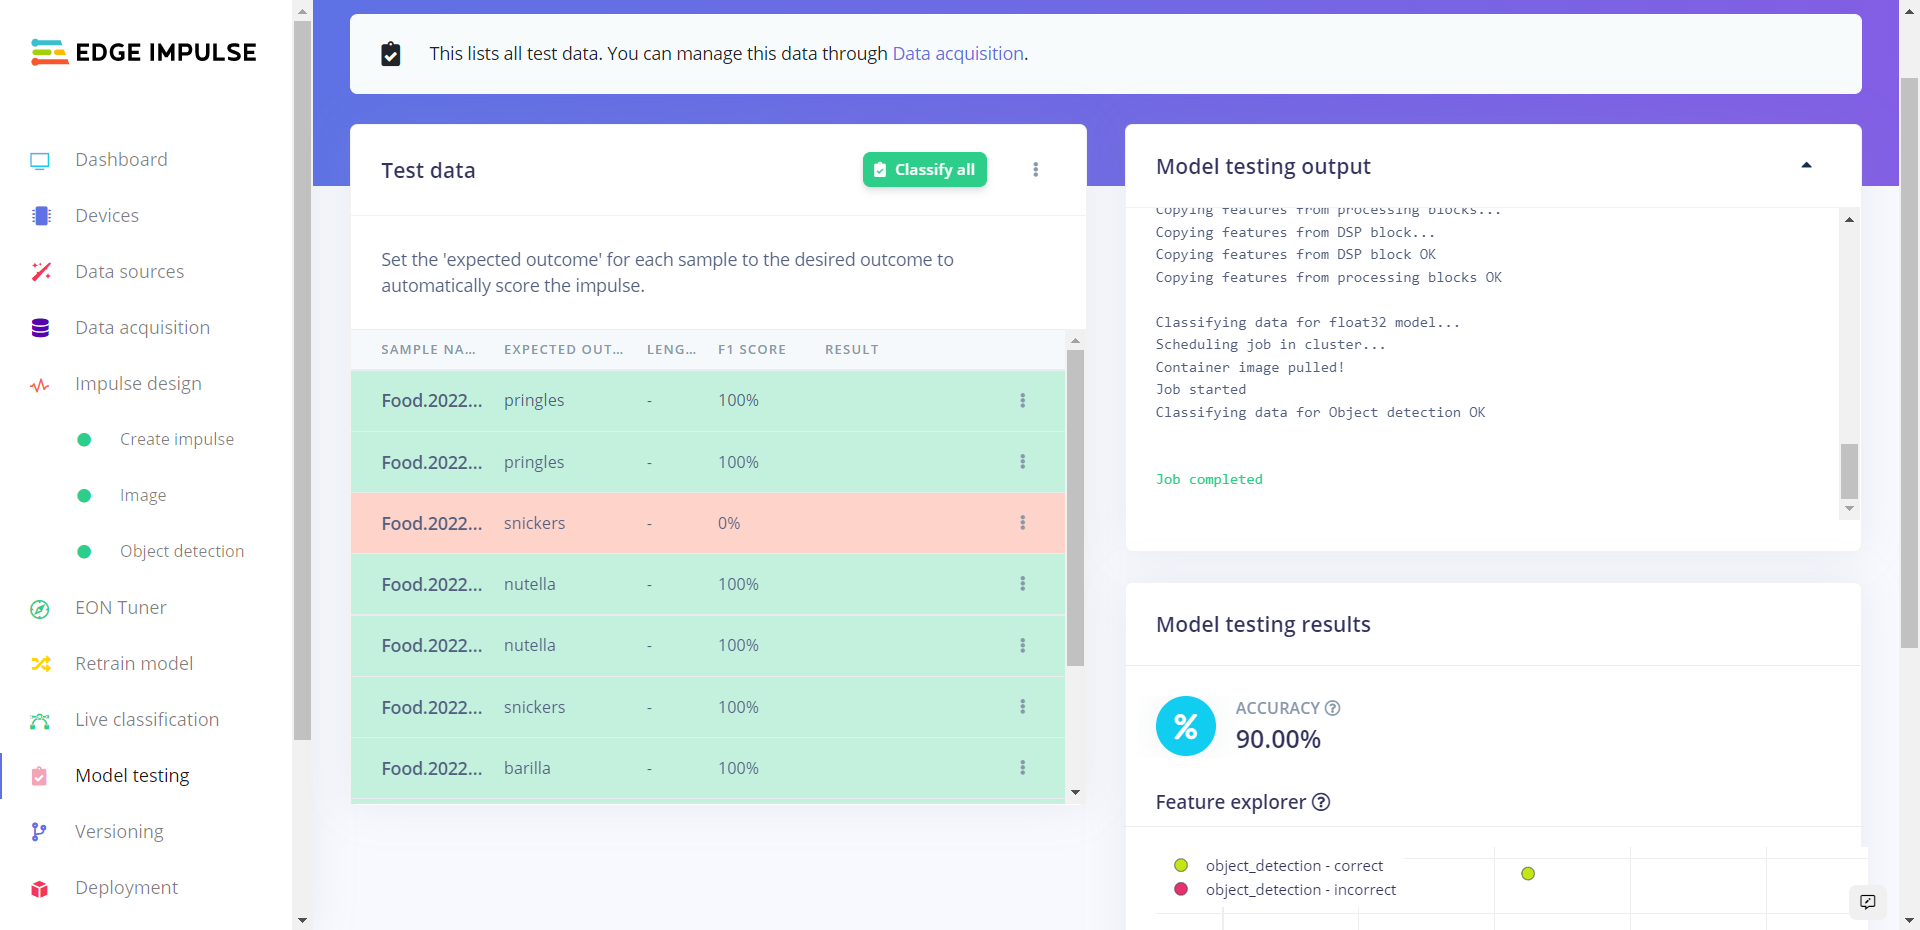 EDGE IMPULSE
Dashboard
Devices
Data sources
Data acquisition
Impulse design
Create impulse
Image
Object detection
EON Tuner
Retrain model
Live classification
Model testing
Versioning
Deployment
This lists all test data. You can manage this data through Data acquisition.
Test data
Classify all
Set the 'expected outcome' for each sample to the desired outcome to
automatically score the impulse.
SAMPLE NA... EXPECTED OUT... LENG... F1 SCORE RESULT
Food.2022... pringles - 100%
Food.2022... pringles - 100%
Food.2022... snickers - 0%
Food.2022... nutella - 100%
Food.2022... nutella - 100%
Food.2022... snickers - 100%
Food.2022... barilla - 100%
Model testing output
Copying features from processing blocks...
Copying features from DSP block...
Copying features from DSP block OK
Copying features from processing blocks OK
Classifying data for float32 model...
Scheduling job in cluster...
Container image pulled!
Job started
Classifying data for Object detection OK
Job completed
Model testing results
%
ACCURACY ?
90.00%
Feature explorer ?
object_detection - correct
object_detection - incorrect